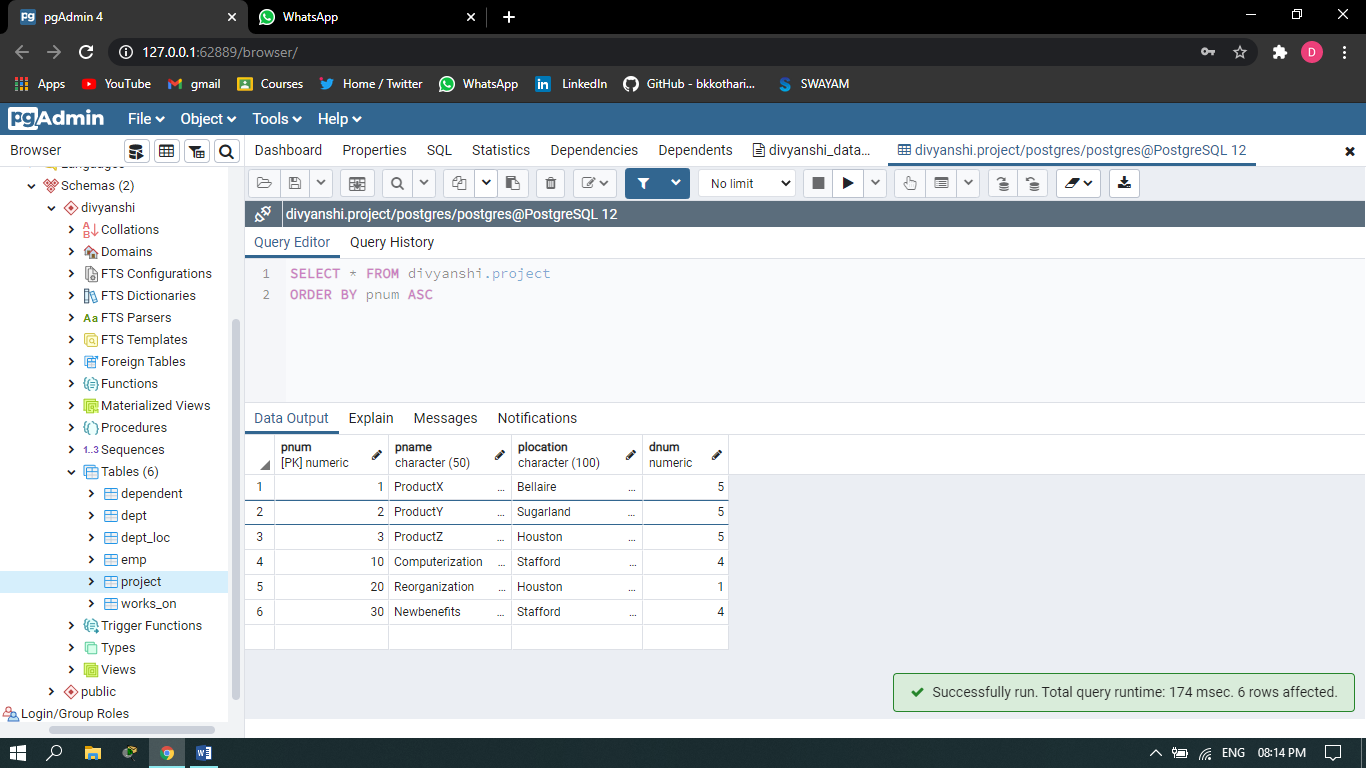 pgAdmin 4
WhatsApp
127.0.0.1:62889/browser/
D
Apps YouTube gmail Courses Home / Twitter WhatsApp LinkedIn GitHub - bkkothari... SWAYAM
pgAdmin File Object Tools Help
Browser
Dashboard Properties SQL Statistics Dependencies Dependents divyanshi_data... divyanshi.project/postgres/postgres@PostgreSQL 12
Languages
Schemas (2)
divyanshi
Collations
Domains
FTS Configurations
FTS Dictionaries
Aa FTS Parsers
FTS Templates
Foreign Tables
Functions
Materialized Views
Procedures
1..3 Sequences
Tables (6)
dependent
dept
dept_loc
emp
project
works_on
Trigger Functions
Types
Views
public
Login/Group Roles
No limit
divyanshi.project/postgres/postgres@PostgreSQL 12
Query Editor Query History
1 SELECT * FROM divyanshi.project
2 ORDER BY pnum ASC
Data Output Explain Messages Notifications
pnum pname plocation dnum
[PK] numeric character (50) character (100) numeric
1 1 ProductX ... Bellaire ... 5
2 2 ProductY ... Sugarland ... 5
3 3 ProductZ ... Houston ... 5
4 10 Computerization ... Stafford ... 4
5 20 Reorganization ... Houston ... 1
6 30 Newbenefits ... Stafford ... 4
Successfully run. Total query runtime: 174 msec. 6 rows affected.
ENG 08:14 PM